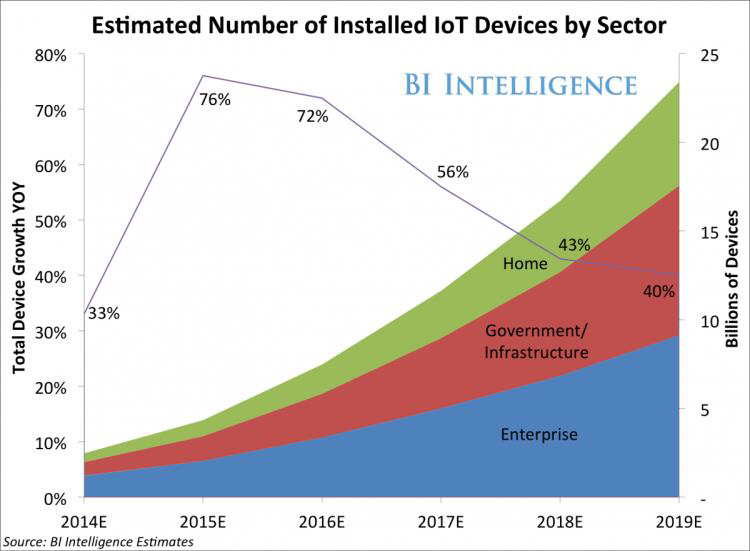 Estimated Number of Installed IoT Devices by Sector
BI INTELLIGENCE
Total Device Growth YOY
80%
70%
60%
50%
40%
30%
20%
10%
0%
33%
76%
72%
56%
43%
40%
Home
Government/
Infrastructure
Enterprise
25
20
15
10
5
-
Billions of Devices
2014E 2015E 2016E 2017E 2018E 2019E
Source: BI Intelligence Estimates